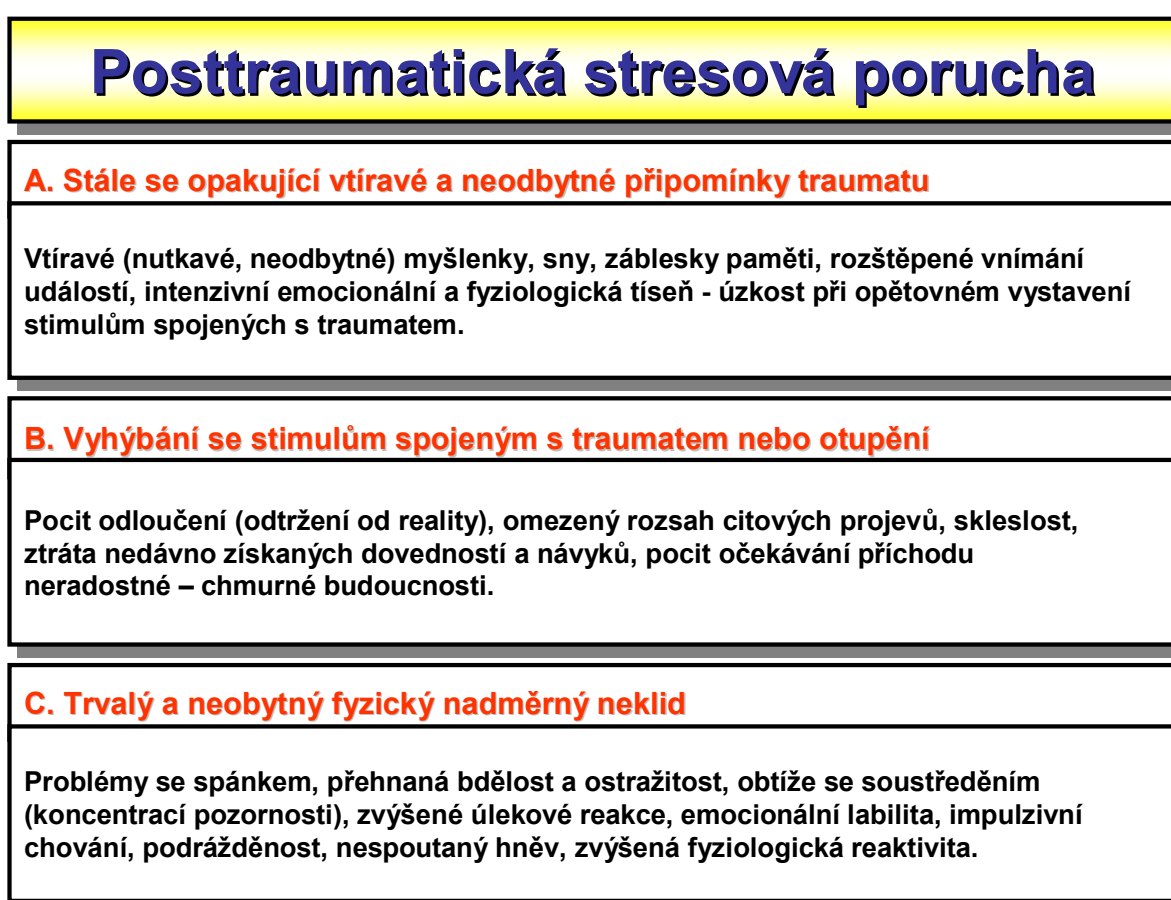 Posttraumatická stresová porucha
A. Stále se opakující vtíravé a neodbytné připomínky traumatu
Vtíravé (nutkavé, neodbytné) myšlenky, sny, záblesky paměti, rozštěpené vnímání
událostí, intenzivní emocionální a fyziologická tíseň - úzkost při opětovném vystavení
stimulům spojených s traumatem.
B. Vyhýbání se stimulům spojeným s traumatem nebo otupění
Pocit odloučení (odtržení od reality), omezený rozsah citových projevů, skleslost,
ztráta nedávno získaných dovedností a návyků, pocit očekávání příchodu
neradostné – chmurné budoucnosti.
C. Trvalý a neobytný fyzický nadměrný neklid
Problémy se spánkem, přehnaná bdělost a ostražitost, obtíže se soustředěním
(koncentrací pozornosti), zvýšené úlekové reakce, emocionální labilita, impulzivní
chování, podrážděnost, nespoutaný hněv, zvýšená fyziologická reaktivita.